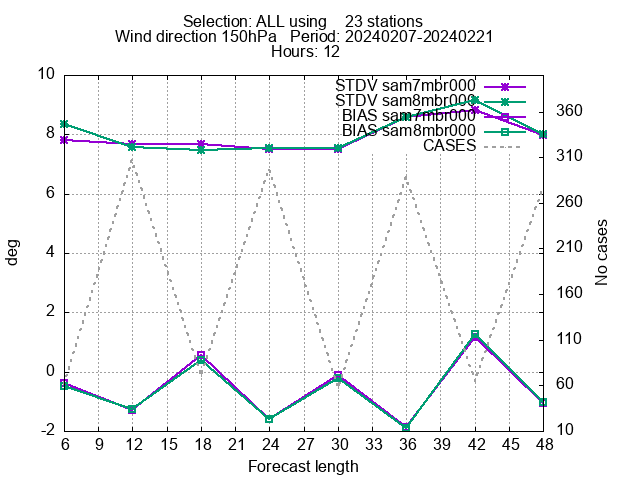 Selection: ALL using    23 stations
Wind direction 150hPa   Period: 20240207-20240221
Hours: 12
STDV sam7mbr000
STDV sam8mbr000
BIAS sam7mbr000
BIAS sam8mbr000
CASES
10
8
6
4
2
0
-2
deg
360
310
260
210
160
110
60
10
No cases
6 9 12 15 18 21 24 27 30 33 36 39 42 45 48
Forecast length